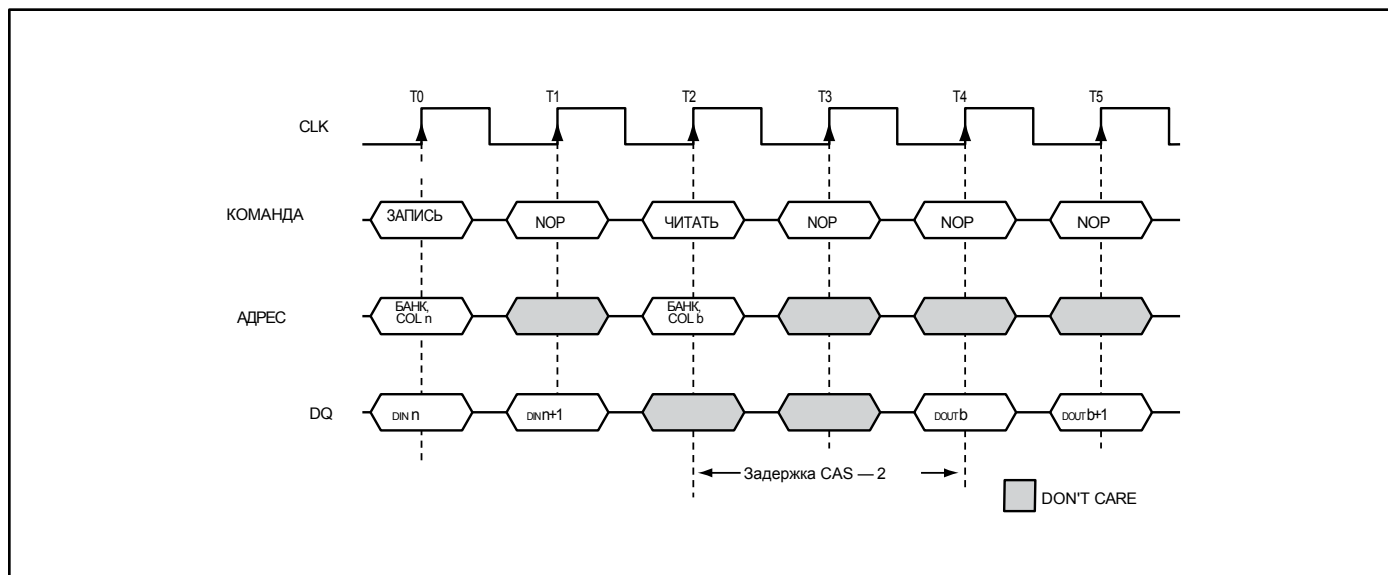 T0 T1 T2 T3 T4 T5
CLK
КОМАНДА ЗАПИСЬ NOP ЧИТАТЬ NOP NOP NOP
АДРЕС БАНК, COL n БАНК, COL b
DQ DIN n DIN n+1 DOUT b DOUT b+1
Задержка CAS — 2
DON'T CARE